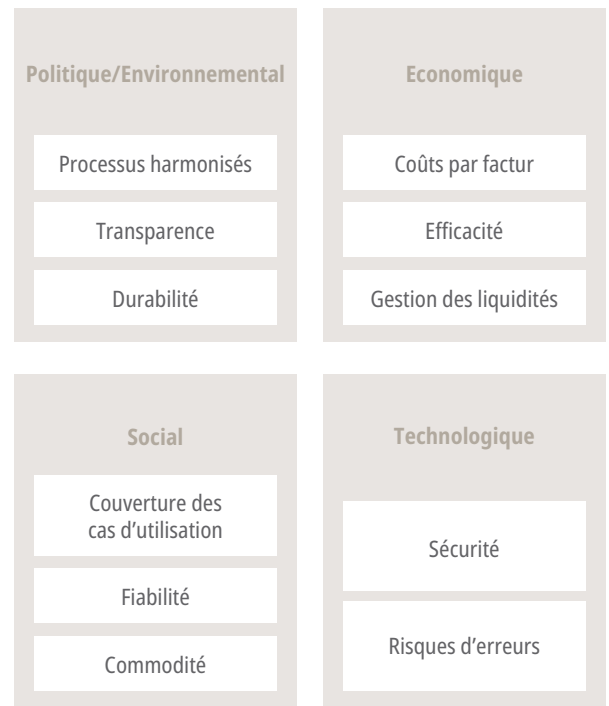 Politique/Environnemental
Processus harmonisés
Transparence
Durabilité
Economique
Coûts par factur
Efficacité
Gestion des liquidités
Social
Couverture des
cas d’utilisation
Fiabilité
Commodité
Technologique
Sécurité
Risques d’erreurs